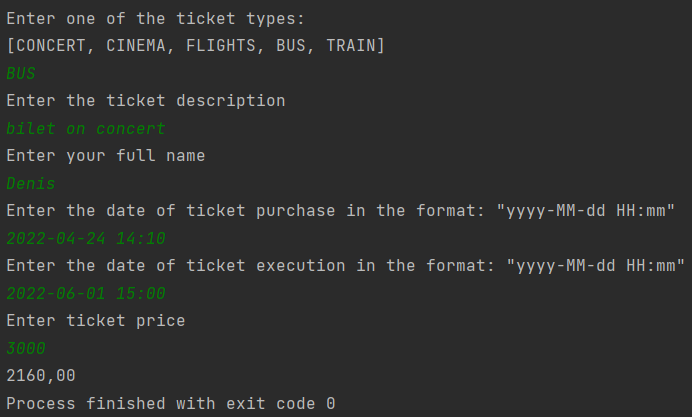 Enter one of the ticket types:
[CONCERT, CINEMA, FLIGHTS, BUS, TRAIN]
BUS
Enter the ticket description
bilet on concert
Enter your full name
Denis
Enter the date of ticket purchase in the format: "yyyy-MM-dd HH:mm"
2022-04-24 14:10
Enter the date of ticket execution in the format: "yyyy-MM-dd HH:mm"
2022-06-01 15:00
Enter ticket price
3000
2160,00
Process finished with exit code 0